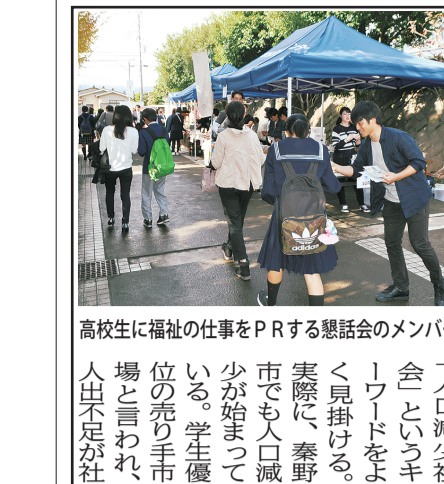 adidas
高校生に福祉の仕事をＰＲする懇話会のメンバ
「人口減少社
会」というキ
ーワードをよ
く見掛ける。
実際に、秦野
市でも人口減
少が始まって
いる。学生優
位の売り手市
場と言われ、
人出不足が社